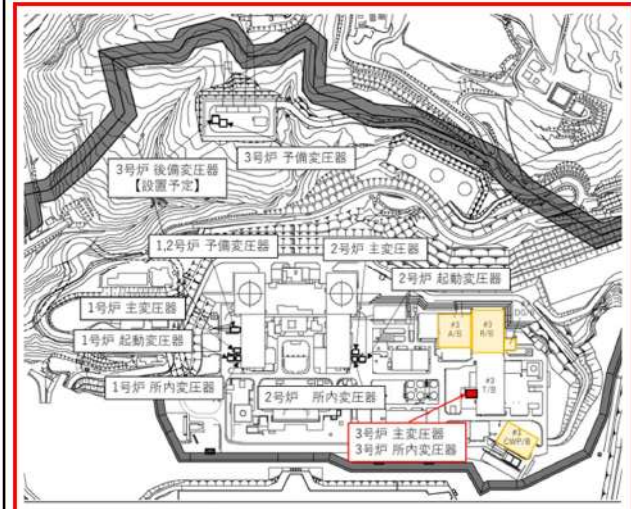 3号炉 予備変圧器
3号炉 後備変圧器
【設置予定】
1,2号炉 予備変圧器
2号炉 主変圧器
2号炉 起動変圧器
1号炉 主変圧器
1号炉 起動変圧器
1号炉 所内変圧器
2号炉 所内変圧器
#3
A/B
#3
R/B
DG
#3
T/B
3号炉 主変圧器
3号炉 所内変圧器
#3
CWP/B